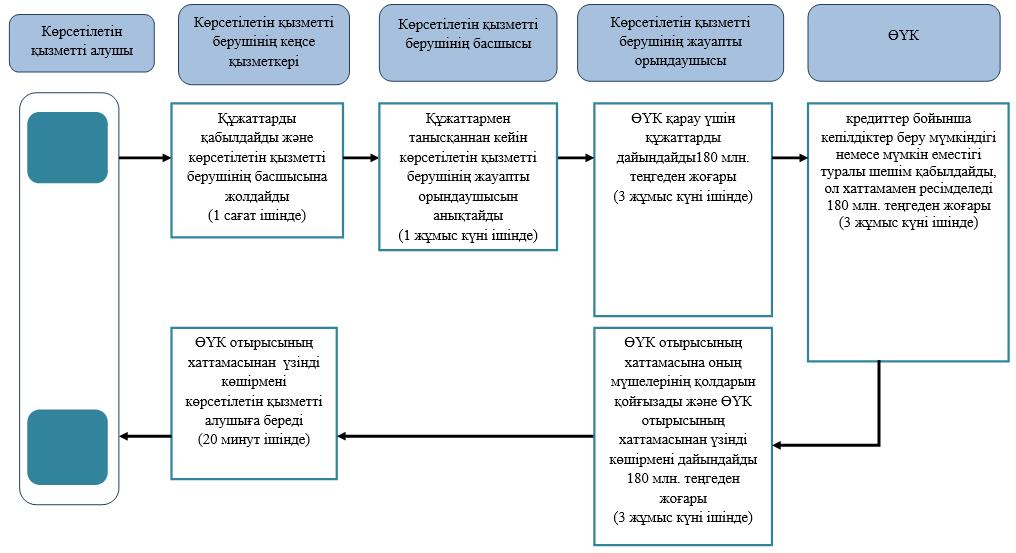 Көрсетілетін
қызметті алушы
Көрсетілетін қызметті
берушінің кеңсе
қызметкері
Көрсетілетін қызметті
берушінің басшысы
Көрсетілетін қызметті
берушінің жауапты
орындаушысы
ӨҮК
Құжаттарды
қабылдайды және
көрсетілетін қызметті
берушінің басшысына
жолдайды
(1 сағат ішінде)
Құжаттармен
танысқаннан кейін
көрсетілетін қызметті
берушінің жауапты
орындаушысын
анықтайды
(1 жұмыс күні ішінде)
ӨҮК қарау үшін
құжаттарды
дайындайды180 млн.
теңгеден жоғары
(3 жұмыс күні ішінде)
кредиттер бойынша
кепілдіктер беру мүмкіндігі
немесе мүмкін еместігі
туралы шешім қабылдайды,
ол хаттамамен ресімделеді
180 млн. теңгеден жоғары
(3 жұмыс күні ішінде)
ӨҮК отырысының
хаттамасынан үзінді
көшірмені
көрсетілетін қызметті
алушыға береді
(20 минут ішінде)
ӨҮК отырысының
хаттамасына оның
мүшелерінің қолдарын
қойғызады және ӨҮК
отырысының
хаттамасынан үзінді
көшірмені дайындайды
180 млн. теңгеден
жоғары
(3 жұмыс күні ішінде)